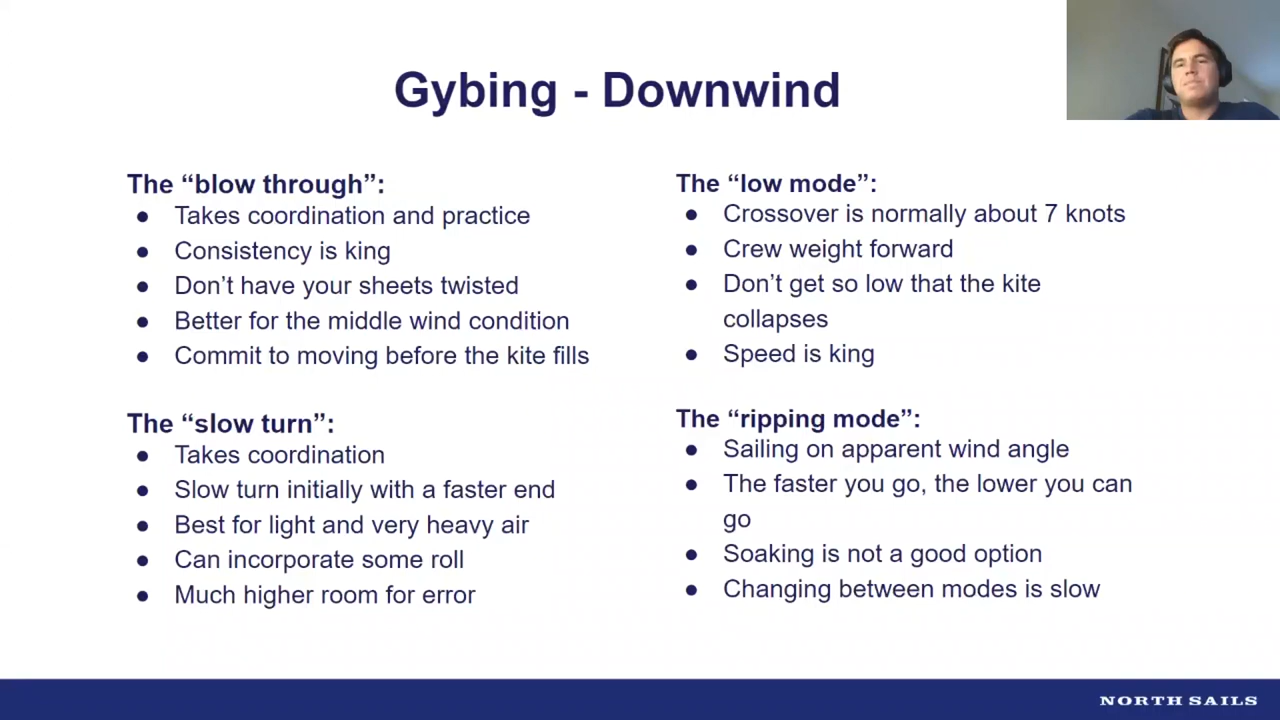 Gybing - Downwind
The “blow through”:
● Takes coordination and practice
● Consistency is king
● Don’t have your sheets twisted
● Better for the middle wind condition
● Commit to moving before the kite fills
The “slow turn”:
● Takes coordination
● Slow turn initially with a faster end
● Best for light and very heavy air
● Can incorporate some roll
● Much higher room for error
The “low mode”:
● Crossover is normally about 7 knots
● Crew weight forward
● Don’t get so low that the kite
collapses
● Speed is king
The “ripping mode”:
● Sailing on apparent wind angle
● The faster you go, the lower you can
go
● Soaking is not a good option
● Changing between modes is slow
NORTH SAILS